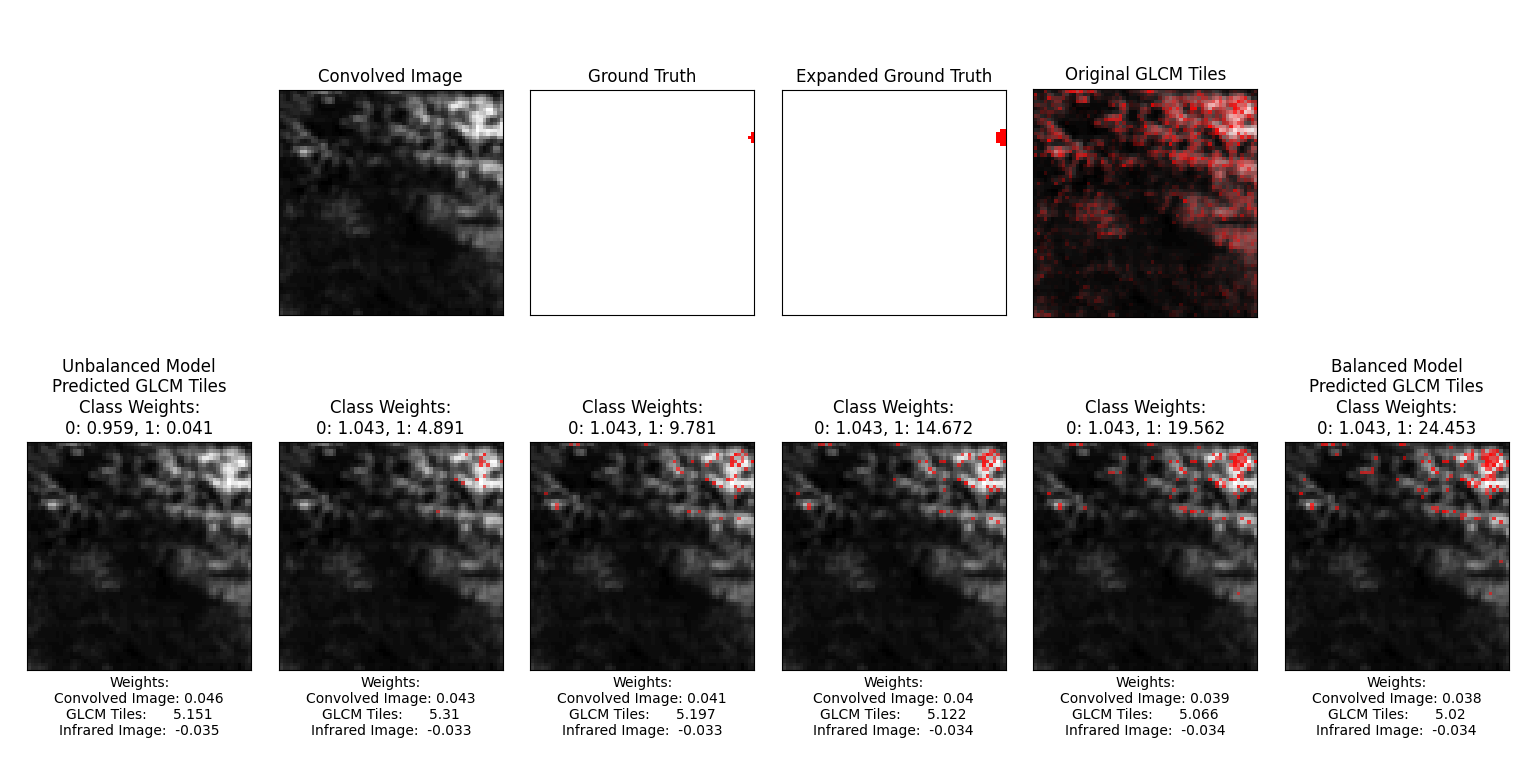 Convolved Image
Ground Truth
Expanded Ground Truth
Original GLCM Tiles
Unbalanced Model
Predicted GLCM Tiles
Class Weights:
0: 0.959, 1: 0.041
Class Weights:
0: 1.043, 1: 4.891
Class Weights:
0: 1.043, 1: 9.781
Class Weights:
0: 1.043, 1: 14.672
Class Weights:
0: 1.043, 1: 19.562
Balanced Model
Predicted GLCM Tiles
Class Weights:
0: 1.043, 1: 24.453
Weights:
Convolved Image: 0.046
GLCM Tiles: 5.151
Infrared Image: -0.035
Weights:
Convolved Image: 0.043
GLCM Tiles: 5.31
Infrared Image: -0.033
Weights:
Convolved Image: 0.041
GLCM Tiles: 5.197
Infrared Image: -0.033
Weights:
Convolved Image: 0.04
GLCM Tiles: 5.122
Infrared Image: -0.034
Weights:
Convolved Image: 0.039
GLCM Tiles: 5.066
Infrared Image: -0.034
Weights:
Convolved Image: 0.038
GLCM Tiles: 5.02
Infrared Image: -0.034